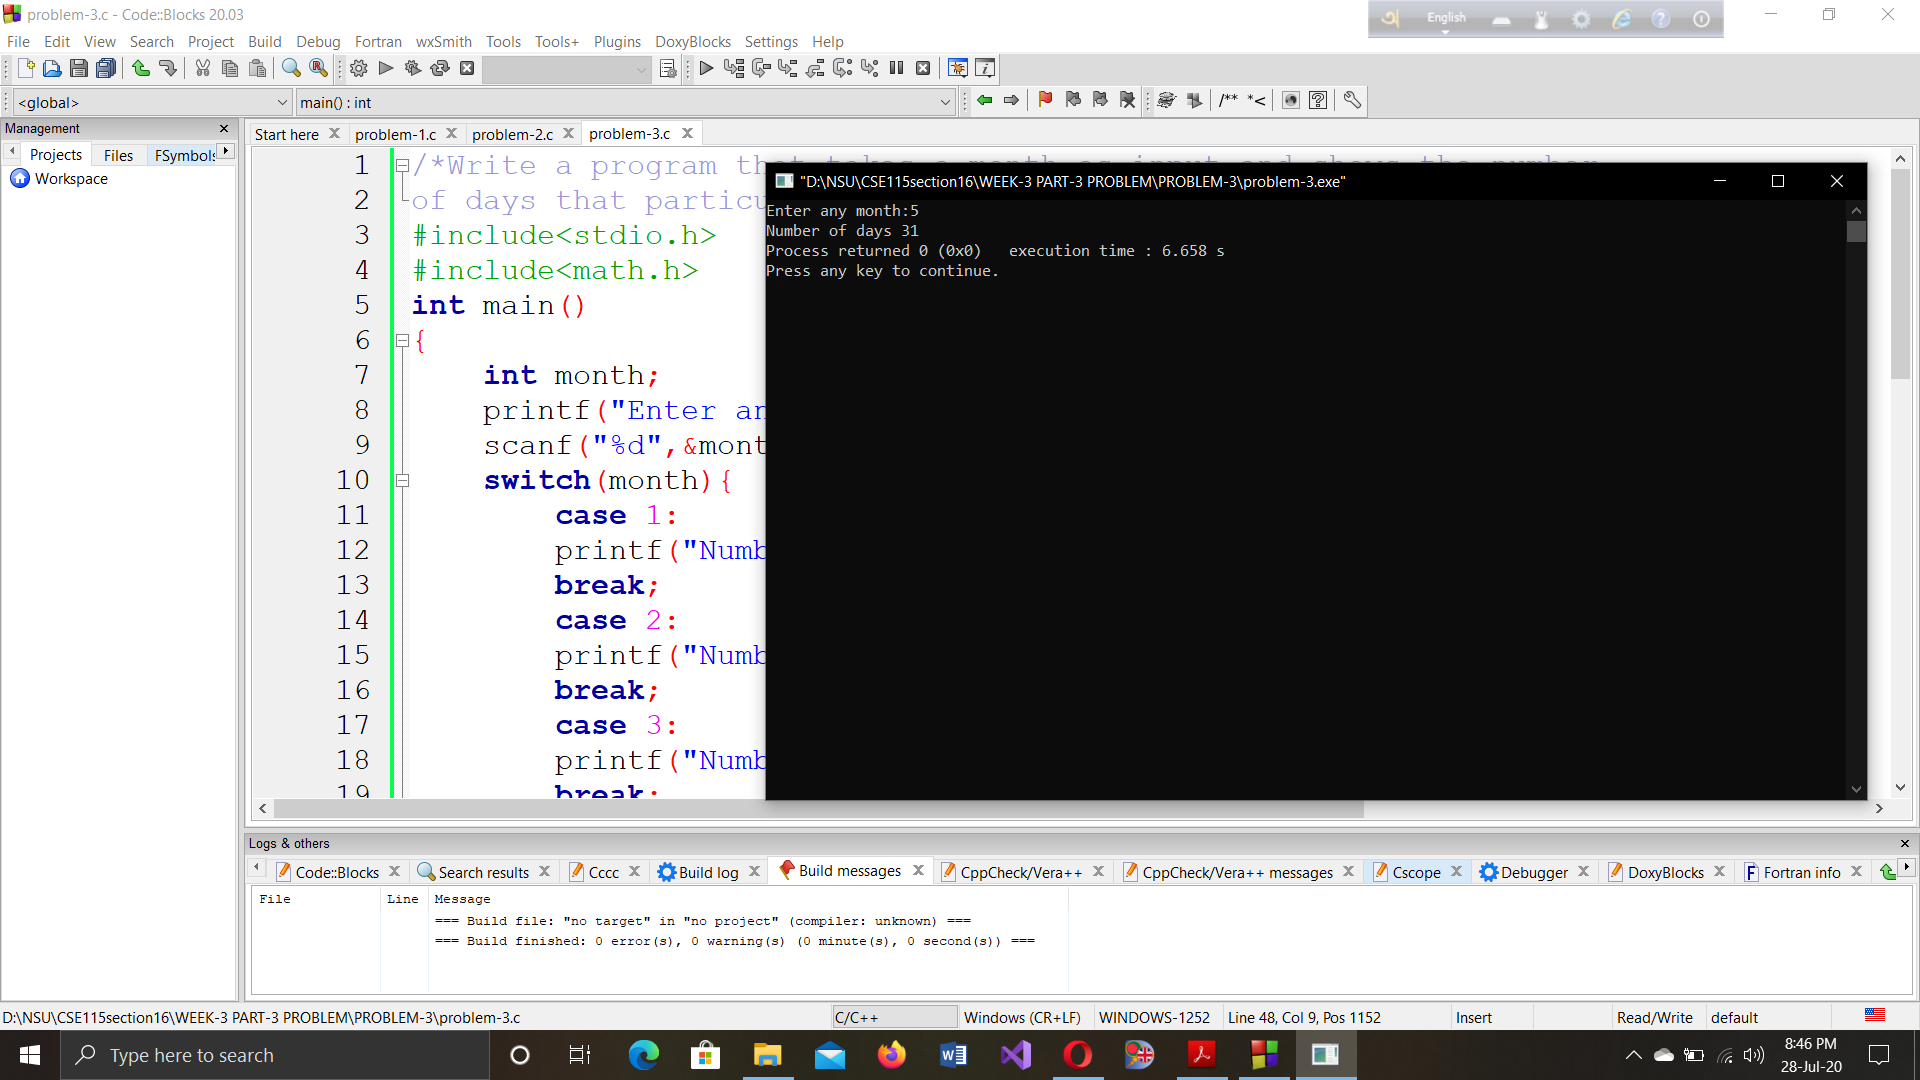 problem-3.c - Code::Blocks 20.03
English
File Edit View Search Project Build Debug Fortran wxSmith Tools Tools+ Plugins DoxyBlocks Settings Help
<global> main() : int /** *<
Management
Projects Files FSymbols
Workspace
Start here problem-1.c problem-2.c problem-3.c
1 /*Write a program th
2 of days that particu
3 #include<stdio.h>
4 #include<math.h>
5 int main()
6 {
7 int month;
8 printf("Enter an
9 scanf("%d",&mont
10 switch(month){
11 case 1:
12 printf("Numb
13 break;
14 case 2:
15 printf("Numb
16 break;
17 case 3:
18 printf("Numb
19 break;
"D:\NSU\CSE115section16\WEEK-3 PART-3 PROBLEM\PROBLEM-3\problem-3.exe"
Enter any month:5
Number of days 31
Process returned 0 (0x0) execution time : 6.658 s
Press any key to continue.
Logs & others
Code::Blocks Search results Cccc Build log Build messages CppCheck/Vera++ CppCheck/Vera++ messages Cscope Debugger DoxyBlocks Fortran info
File Line Message
=== Build file: "no target" in "no project" (compiler: unknown) ===
=== Build finished: 0 error(s), 0 warning(s) (0 minute(s), 0 second(s)) ===
D:\NSU\CSE115section16\WEEK-3 PART-3 PROBLEM\PROBLEM-3\problem-3.c C/C++ Windows (CR+LF) WINDOWS-1252 Line 48, Col 9, Pos 1152 Insert Read/Write default
Type here to search
8:46 PM
28-Jul-20